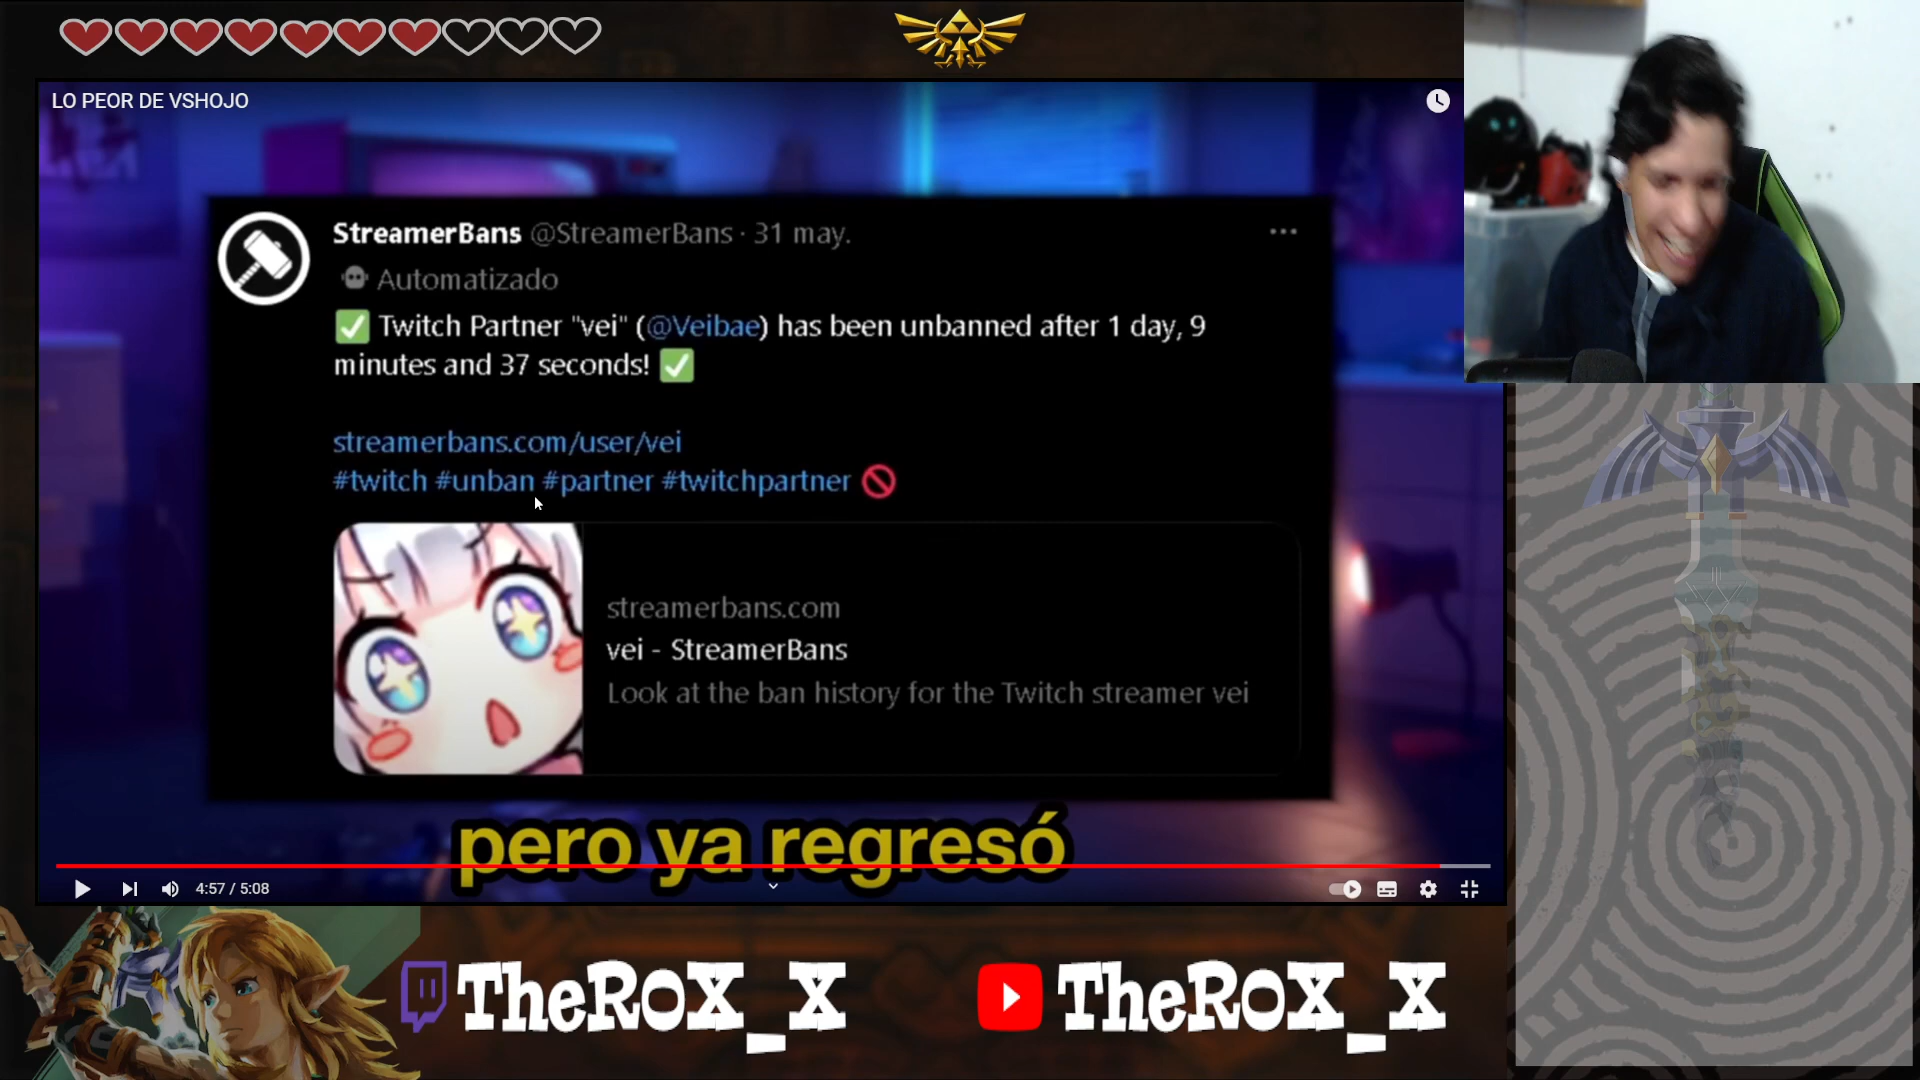 LO PEOR DE VSHOJO
StreamerBans @StreamerBans · 31 may.
Automatizado
✅ Twitch Partner "vei" (@Veibae) has been unbanned after 1 day, 9
minutes and 37 seconds! ✅
streamerbans.com/user/vei
#twitch #unban #partner #twitchpartner 🚫
streamerbans.com
vei - StreamerBans
Look at the ban history for the Twitch streamer vei
pero ya regresó
4:57 / 5:08
TheROX_X
TheROX_X